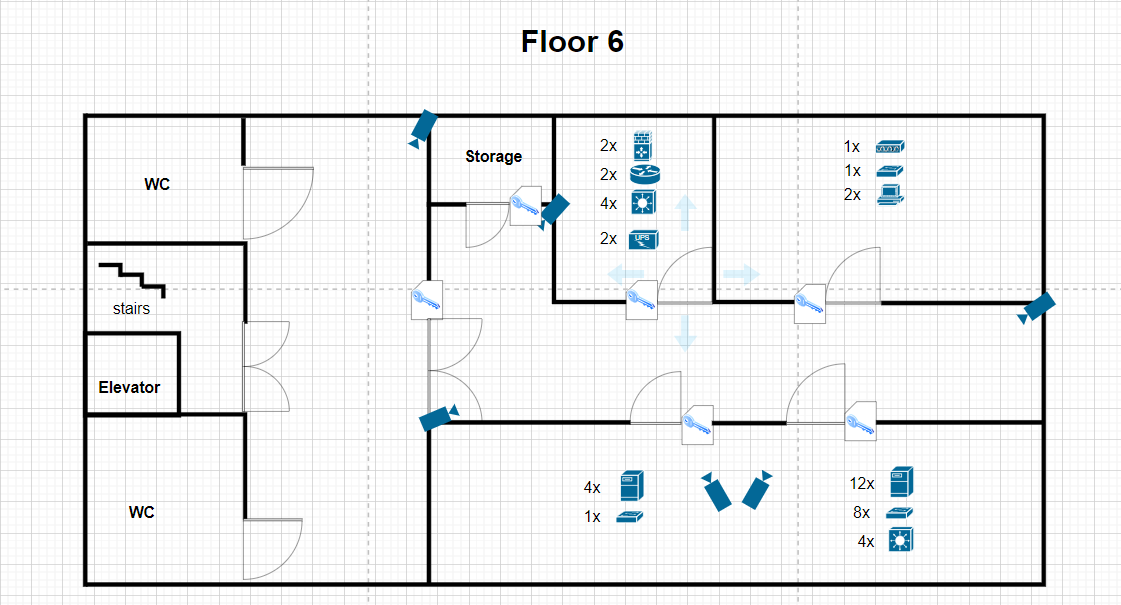 Floor 6
WC
Storage
2x
2x
4x
2x
UPS
1x
1x
2x
stairs
Elevator
WC
4x
1x
12x
8x
4x